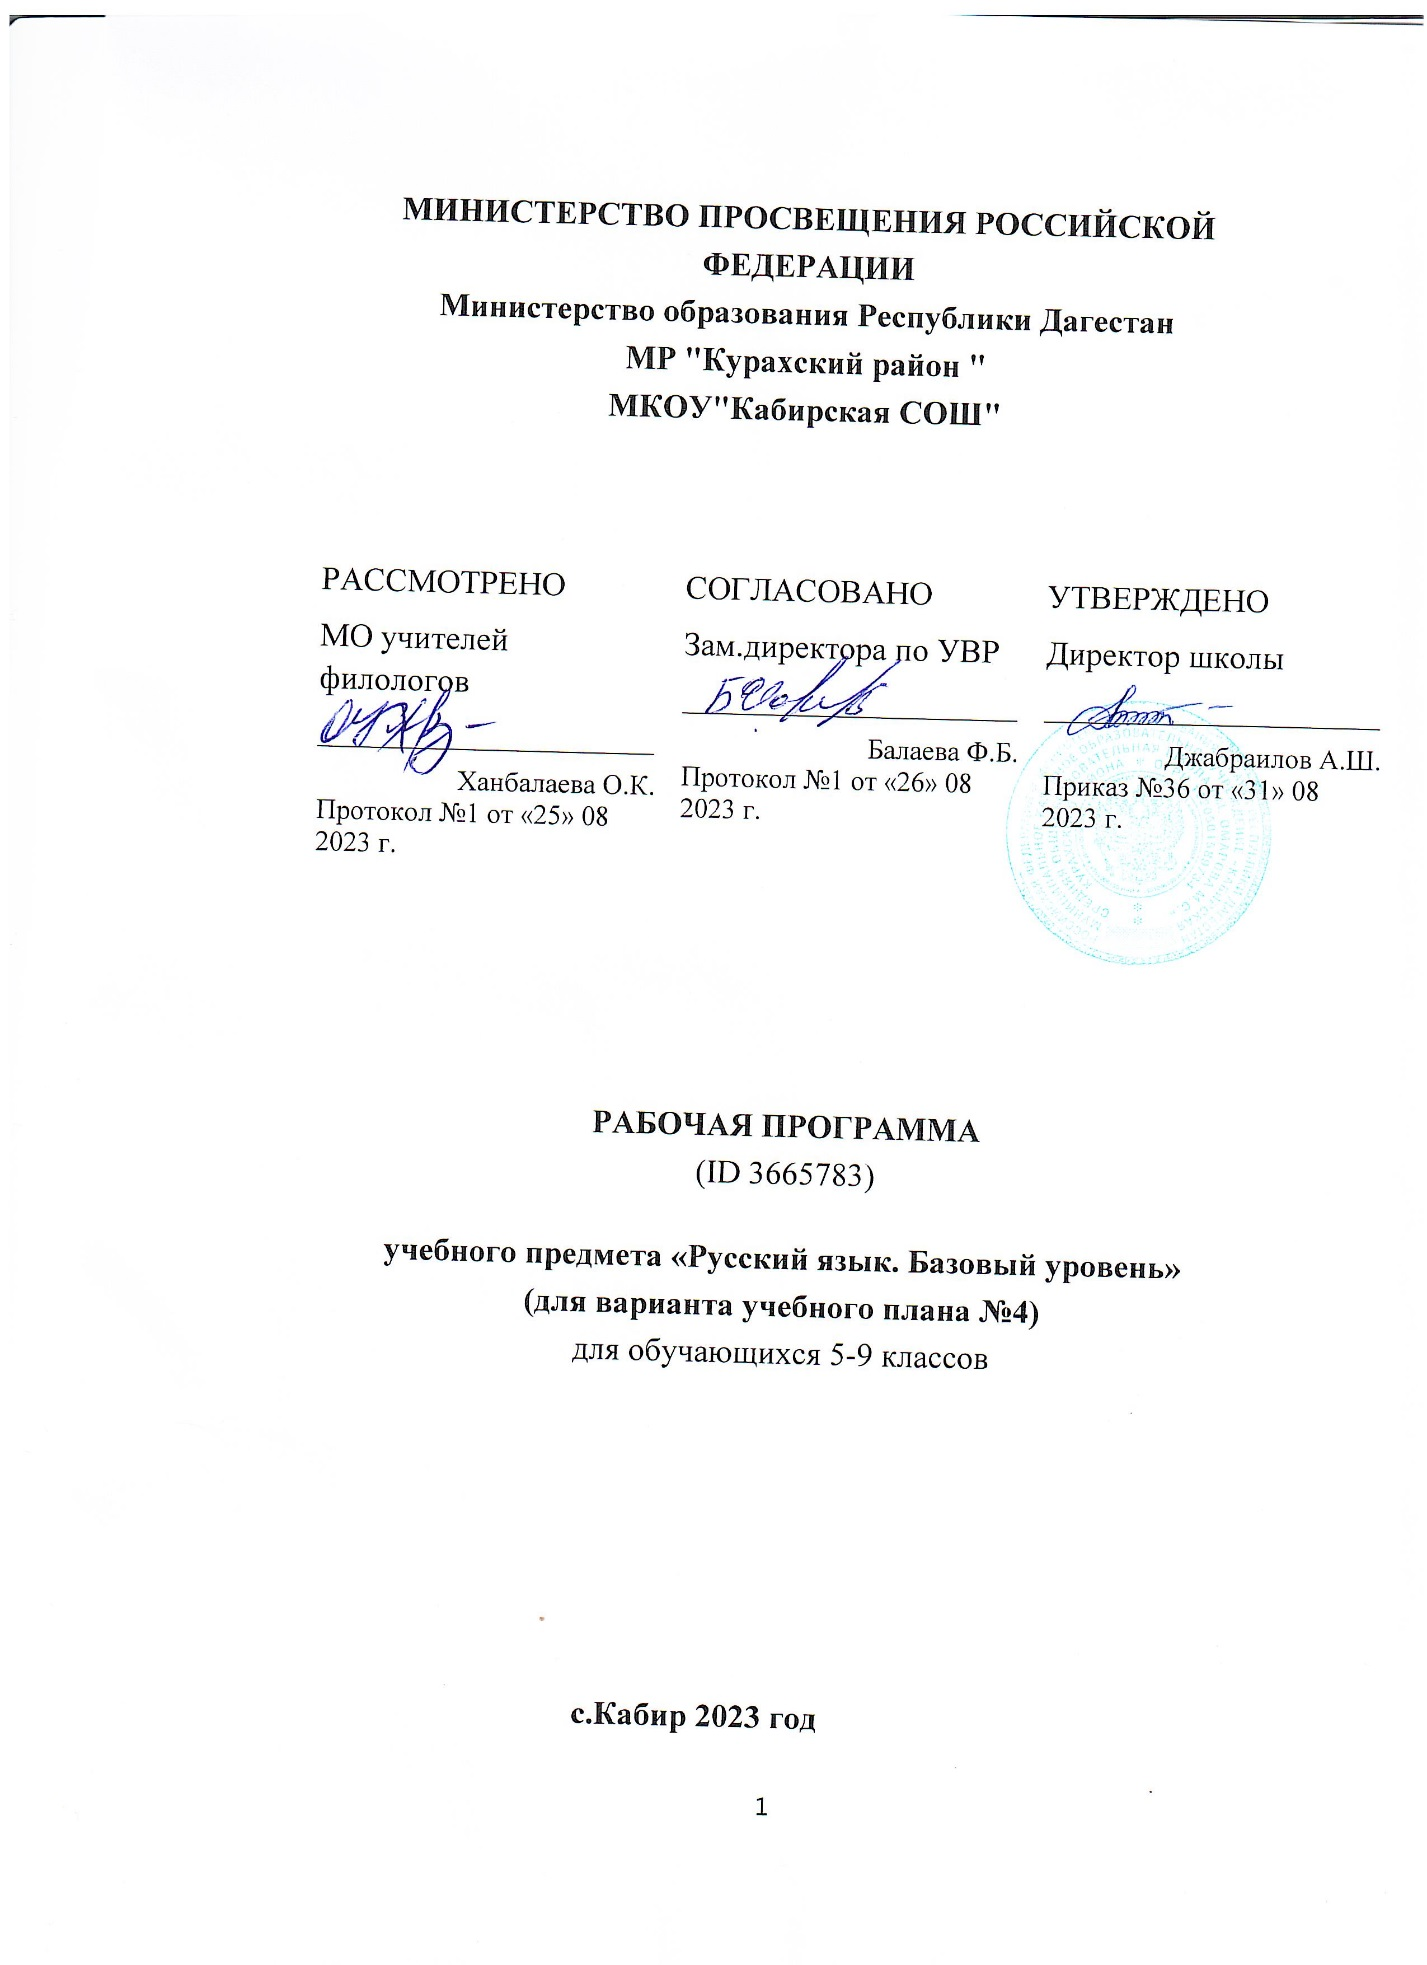 МИНИСТЕРСТВО ПРОСВЕЩЕНИЯ РОССИЙСКОЙ
ФЕДЕРАЦИИ
Министерство образования Республики Дагестан
МР "Курахский район "
МКОУ"Кабирская СОШ"
РАССМОТРЕНО
МО учителей
филологов
Ханбалаева О.К.
Протокол №1 от «25» 08
2023 г.
СОГЛАСОВАНО
Зам.директора по УВР
Балаева Ф.Б.
Протокол №1 от «26» 08
2023 г.
УТВЕРЖДЕНО
Директор школы
Джабраилов А.Ш.
Приказ №36 от «31» 08
2023 г.
РАБОЧАЯ ПРОГРАММА
(ID 3665783)
учебного предмета «Русский язык. Базовый уровень»
(для варианта учебного плана №4)
для обучающихся 5-9 классов
с.Кабир 2023 год
1